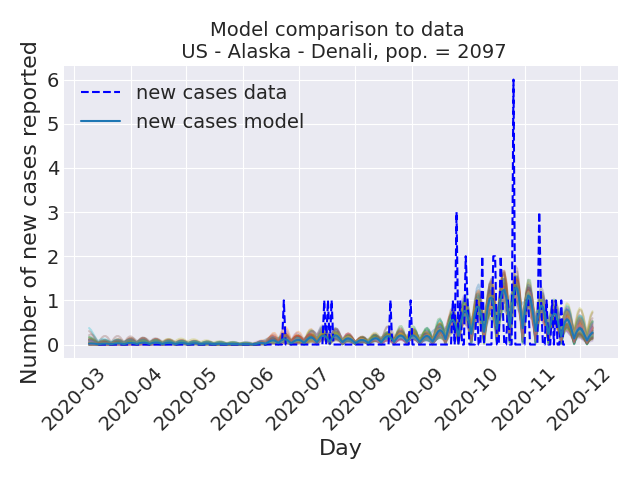 Model comparison to data
US - Alaska - Denali, pop. = 2097
Number of new cases reported
6
5
4
3
2
1
0
new cases data
new cases model
2020-03
2020-04
2020-05
2020-06
2020-07
2020-08
2020-09
2020-10
2020-11
2020-12
Day